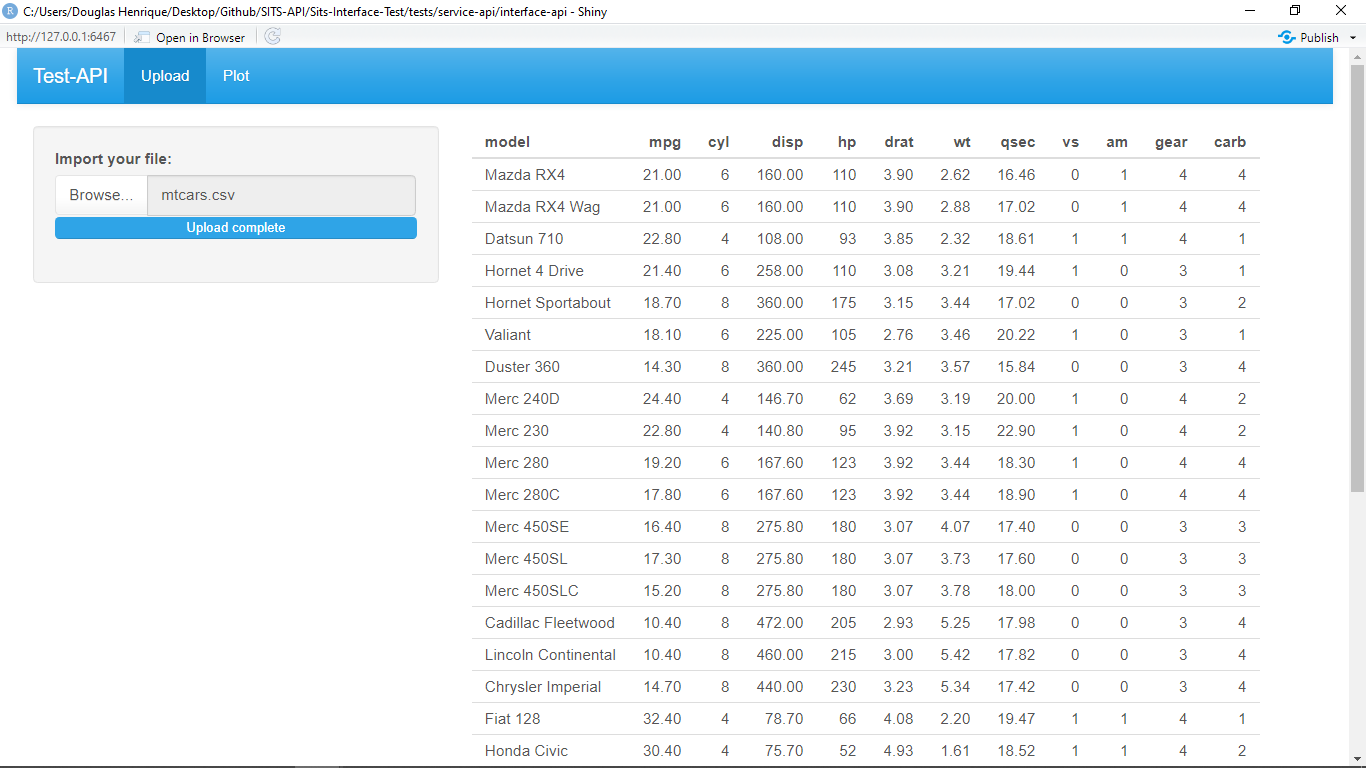 C:/Users/Douglas Henrique/Desktop/Github/SITS-API/Sits-Interface-Test/tests/service-api/interface-api - Shiny
http://127.0.0.1:6467 Open in Browser Publish
Test-API Upload Plot
Import your file:
Browse... mtcars.csv
Upload complete
model mpg cyl disp hp drat wt qsec vs am gear carb
Mazda RX4 21.00 6 160.00 110 3.90 2.62 16.46 0 1 4 4
Mazda RX4 Wag 21.00 6 160.00 110 3.90 2.88 17.02 0 1 4 4
Datsun 710 22.80 4 108.00 93 3.85 2.32 18.61 1 1 4 1
Hornet 4 Drive 21.40 6 258.00 110 3.08 3.21 19.44 1 0 3 1
Hornet Sportabout 18.70 8 360.00 175 3.15 3.44 17.02 0 0 3 2
Valiant 18.10 6 225.00 105 2.76 3.46 20.22 1 0 3 1
Duster 360 14.30 8 360.00 245 3.21 3.57 15.84 0 0 3 4
Merc 240D 24.40 4 146.70 62 3.69 3.19 20.00 1 0 4 2
Merc 230 22.80 4 140.80 95 3.92 3.15 22.90 1 0 4 2
Merc 280 19.20 6 167.60 123 3.92 3.44 18.30 1 0 4 4
Merc 280C 17.80 6 167.60 123 3.92 3.44 18.90 1 0 4 4
Merc 450SE 16.40 8 275.80 180 3.07 4.07 17.40 0 0 3 3
Merc 450SL 17.30 8 275.80 180 3.07 3.73 17.60 0 0 3 3
Merc 450SLC 15.20 8 275.80 180 3.07 3.78 18.00 0 0 3 3
Cadillac Fleetwood 10.40 8 472.00 205 2.93 5.25 17.98 0 0 3 4
Lincoln Continental 10.40 8 460.00 215 3.00 5.42 17.82 0 0 3 4
Chrysler Imperial 14.70 8 440.00 230 3.23 5.34 17.42 0 0 3 4
Fiat 128 32.40 4 78.70 66 4.08 2.20 19.47 1 1 4 1
Honda Civic 30.40 4 75.70 52 4.93 1.61 18.52 1 1 4 2